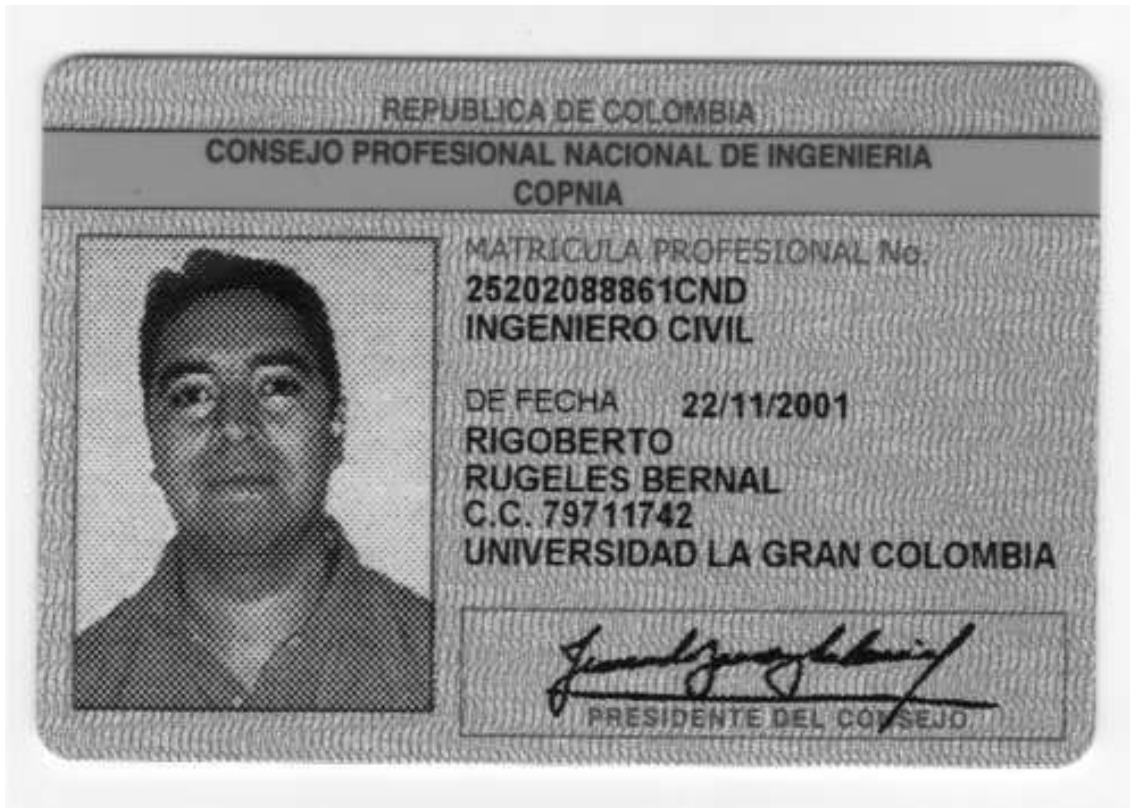 REPUBLICA DE COLOMBIA
CONSEJO PROFESIONAL NACIONAL DE INGENIERIA
COPNIA
MATRICULA PROFESIONAL No.
25202088861CND
INGENIERO CIVIL
DE FECHA 22/11/2001
RIGOBERTO
RUGELES BERNAL
C.C. 79711742
UNIVERSIDAD LA GRAN COLOMBIA
PRESIDENTE DEL CONSEJO